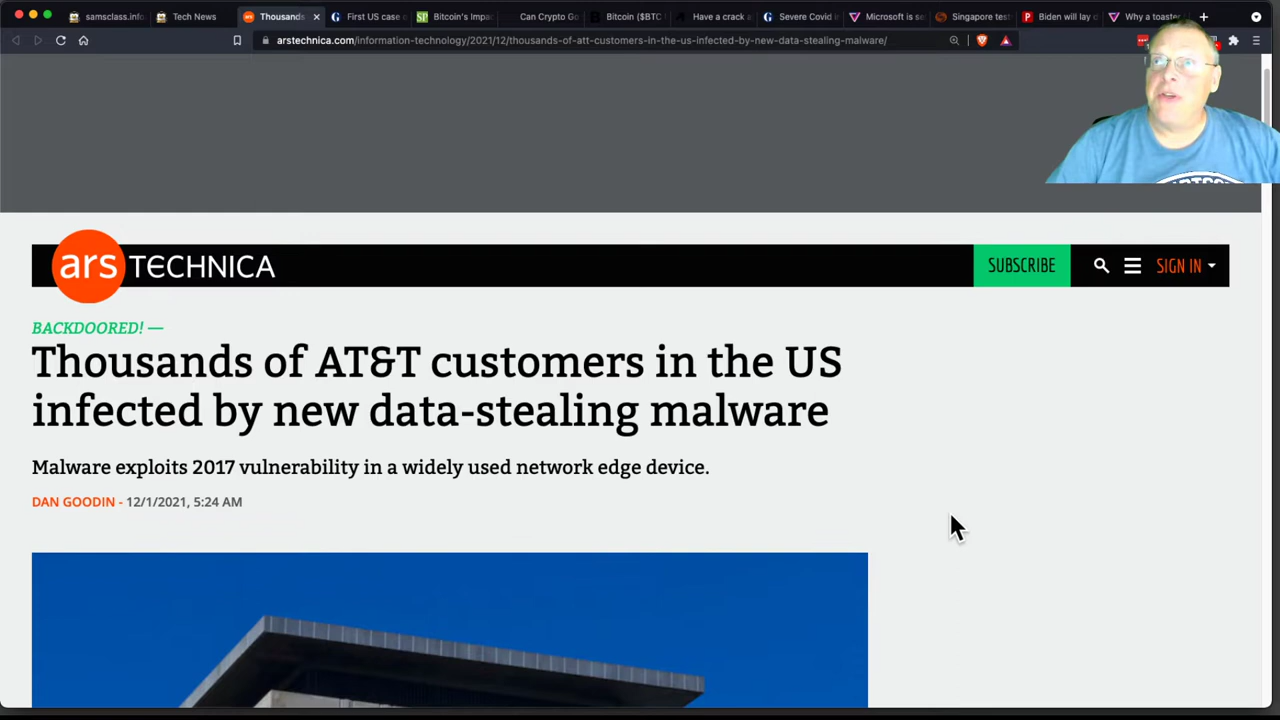 samsclass.info.
Tech News
Thousands
First US case o
Bitcoin's Impa
Can Crypto Go
Bitcoin ($BTC
Have a crack a
Severe Covid i
Microsoft is se
Singapore test
Biden will lay o
Why a toaster
arstechnica.com/information-technology/2021/12/thousands-of-att-customers-in-the-us-infected-by-new-data-stealing-malware/
ars TECHNICA
SUBSCRIBE
SIGN IN
BACKDOORED! —
Thousands of AT&T customers in the US
infected by new data-stealing malware
Malware exploits 2017 vulnerability in a widely used network edge device.
DAN GOODIN - 12/1/2021, 5:24 AM